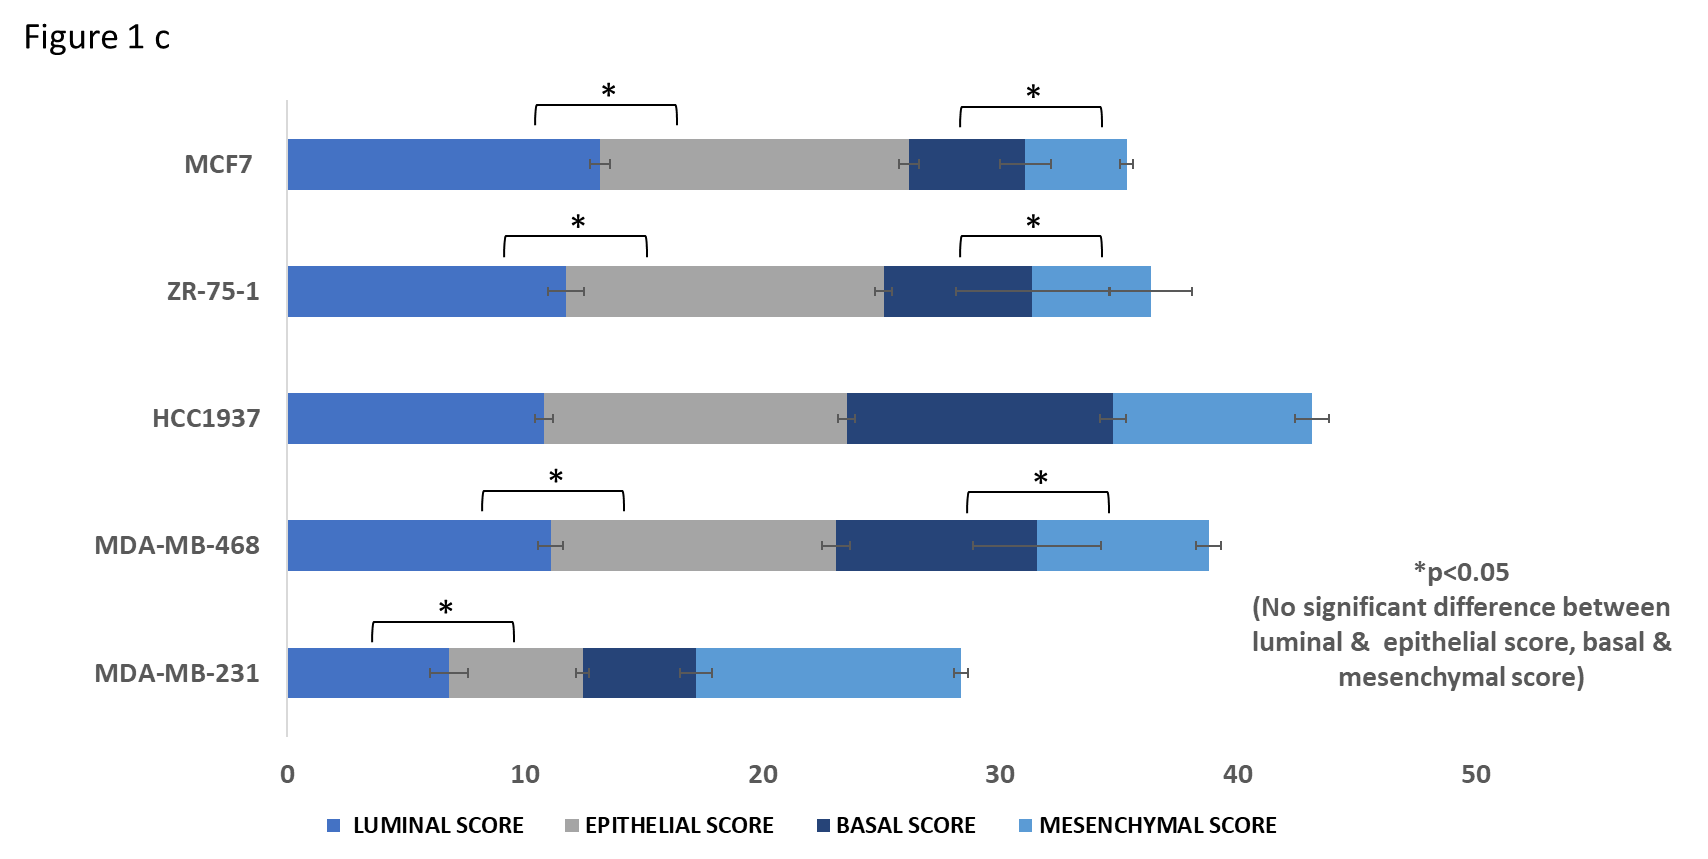 Figure 1 c
*
*
MCF7
*
*
ZR-75-1
HCC1937
*
*
MDA-MB-468
*p<0.05
(No significant difference between
luminal & epithelial score, basal &
mesenchymal score)
*
MDA-MB-231
0 10 20 30 40 50
LUMINAL SCORE EPITHELIAL SCORE BASAL SCORE MESENCHYMAL SCORE